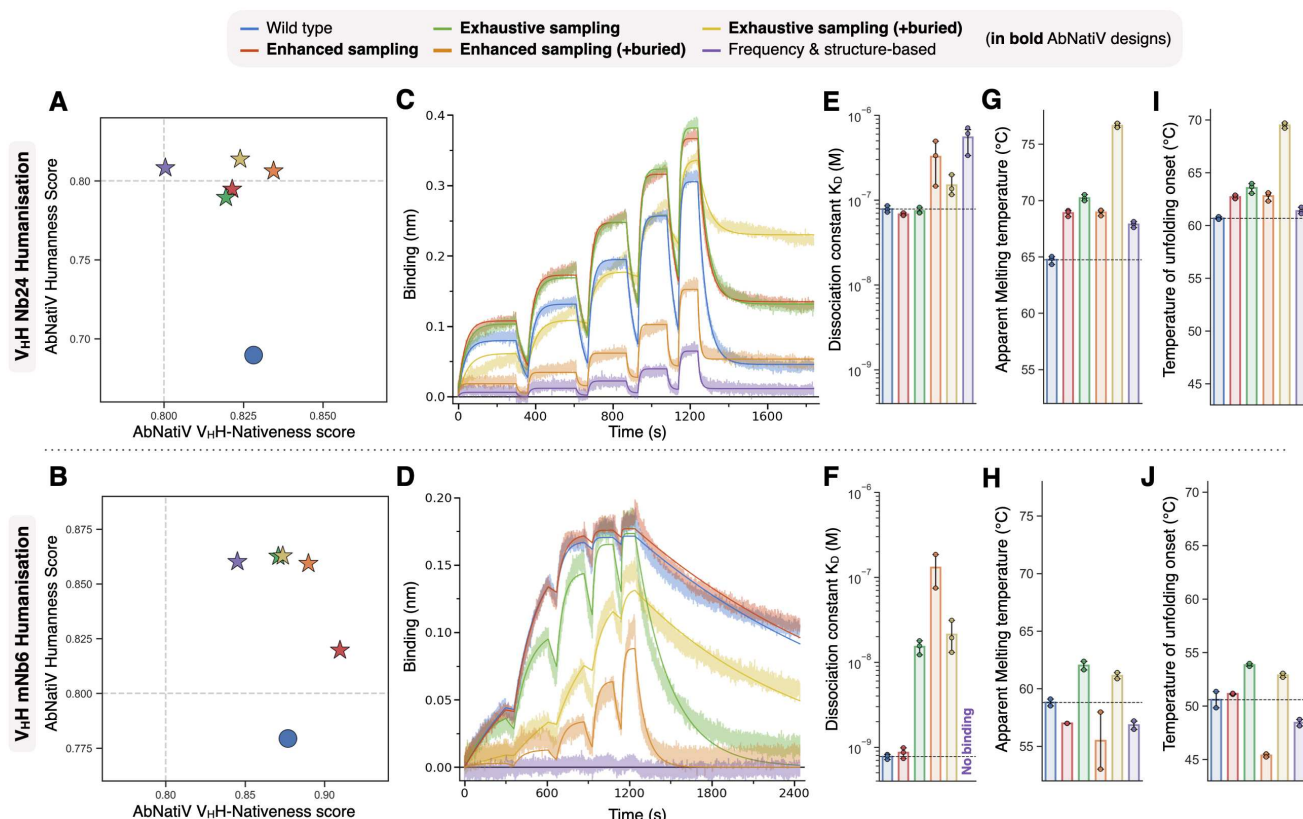 Wild type
Exhaustive sampling
Exhaustive sampling (+buried)
(in bold AbNatiV designs)
Enhanced sampling
Enhanced sampling (+buried)
Frequency & structure-based
VHH Nb24 Humanisation
A
AbNatiV Humanness Score
0.80
0.75
0.70
0.800
0.825
0.850
AbNatiV VHH-Nativeness score
C
Binding (nm)
0.4
0.3
0.2
0.1
0.0
0
400
800
1200
1600
Time (s)
E
Dissociation constant KD (M)
10⁻⁶
10⁻⁷
10⁻⁸
10⁻⁹
G
Apparent Melting temperature (°C)
75
70
65
60
55
I
Temperature of unfolding onset (°C)
70
65
60
55
50
45
VHH mNb6 Humanisation
B
AbNatiV Humanness Score
0.875
0.850
0.825
0.800
0.775
0.80
0.85
0.90
AbNatiV VHH-Nativeness score
D
Binding (nm)
0.20
0.15
0.10
0.05
0.00
0
600
1200
1800
2400
Time (s)
F
Dissociation constant KD (M)
10⁻⁶
10⁻⁷
10⁻⁸
10⁻⁹
No binding
H
Apparent Melting temperature (°C)
75
70
65
60
55
J
Temperature of unfolding onset (°C)
70
65
60
55
50
45